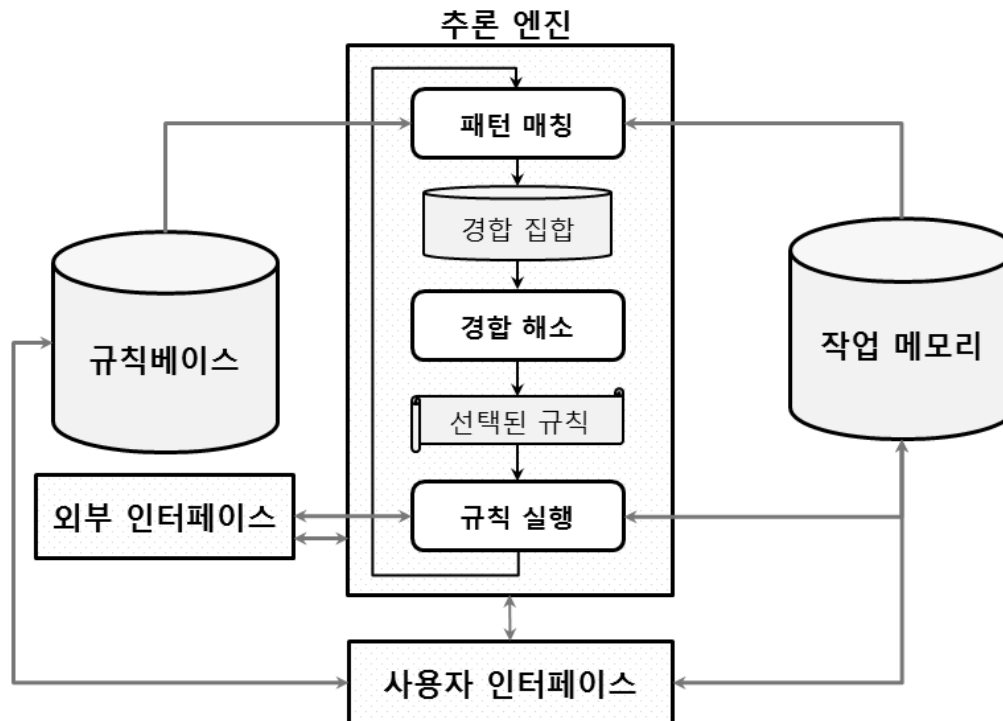 추론 엔진
패턴 매칭
경합 집합
경합 해소
선택된 규칙
규칙 실행
규칙베이스
작업 메모리
외부 인터페이스
사용자 인터페이스